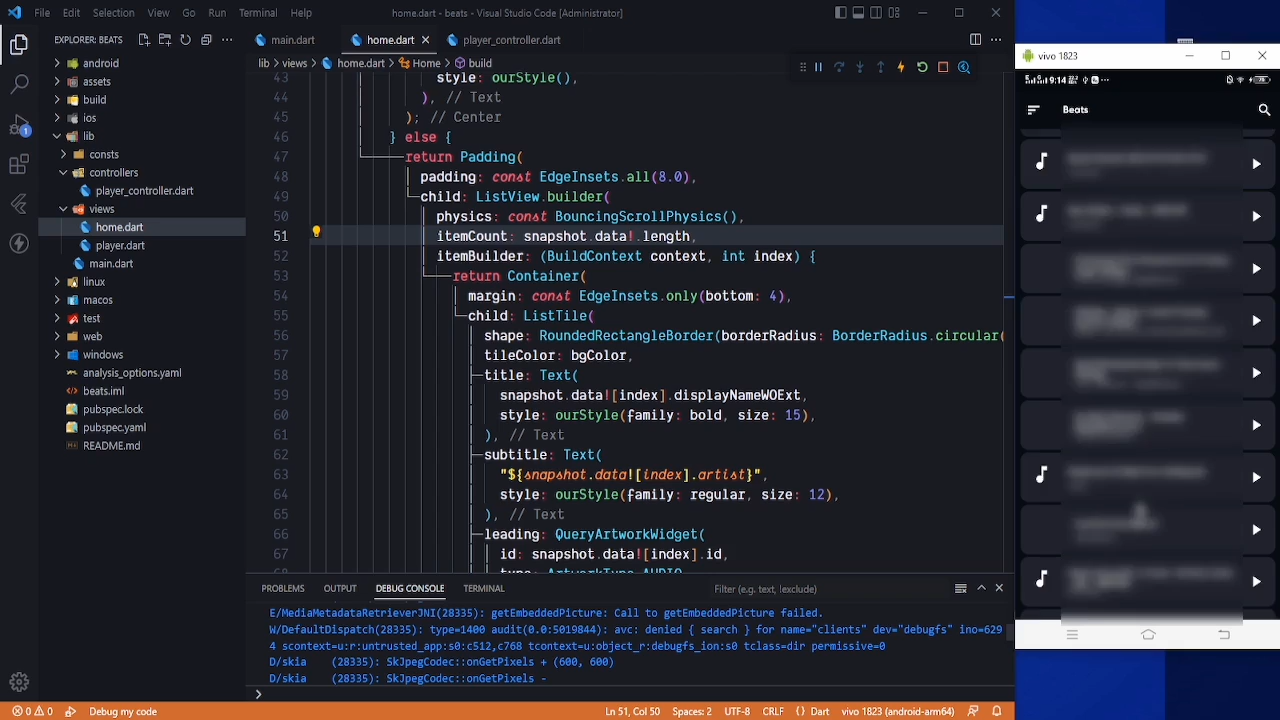 File Edit Selection View Go Run Terminal Help
home.dart - beats - Visual Studio Code [Administrator]
EXPLORER: BEATS
android
assets
build
ios
lib
consts
controllers
player_controller.dart
views
home.dart
player.dart
main.dart
linux
macos
test
web
windows
analysis_options.yaml
beats.iml
pubspec.lock
pubspec.yaml
README.md
1
main.dart home.dart player_controller.dart
lib > views > home.dart > Home > build
43 style: ourStyle(),
44 ), // Text
45 ); // Center
46 } else {
47 return Padding(
48 padding: const EdgeInsets.all(8.0),
49 child: ListView.builder(
50 physics: const BouncingScrollPhysics(),
51 itemCount: snapshot.data!.length,
52 itemBuilder: (BuildContext context, int index) {
53 return Container(
54 margin: const EdgeInsets.only(bottom: 4),
55 child: ListTile(
56 shape: RoundedRectangleBorder(borderRadius: BorderRadius.circular(
57 tileColor: bgColor,
58 title: Text(
59 snapshot.data![index].displayNameWOExt,
60 style: ourStyle(family: bold, size: 15),
61 ), // Text
62 subtitle: Text(
63 "${snapshot.data![index].artist}",
64 style: ourStyle(family: regular, size: 12),
65 ), // Text
66 leading: QueryArtworkWidget(
67 id: snapshot.data![index].id,
type: ArtworkType.AUDIO
PROBLEMS OUTPUT DEBUG CONSOLE TERMINAL
Filter (e.g. text, !exclude)
E/MediaMetadataRetrieverJNI(28335): getEmbeddedPicture: Call to getEmbeddedPicture failed.
W/DefaultDispatch(28335): type=1400 audit(0.0:5019844): avc: denied { search } for name="clients" dev="debugfs" ino=629
4 scontext=u:r:untrusted_app:s0:c512,c768 tcontext=u:object_r:debugfs_ion:s0 tclass=dir permissive=0
D/skia (28335): SkJpegCodec::onGetPixels + (600, 600)
D/skia (28335): SkJpegCodec::onGetPixels -
0 0 Debug my code
Ln 51, Col 50 Spaces: 2 UTF-8 CRLF {} Dart vivo 1823 (android-arm64)
vivo 1823
9:14
Beats